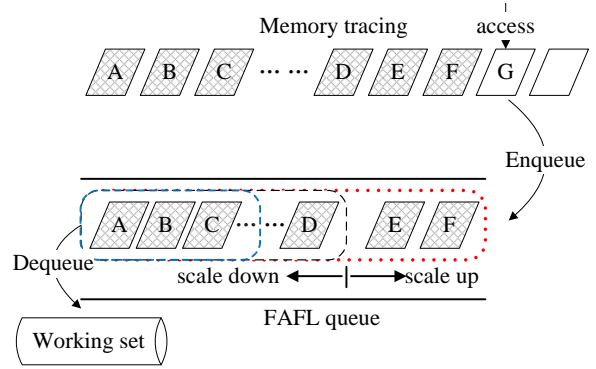 Memory tracing access
A B C ... ... D E F G
Enqueue
A B C ... ... D E F
Dequeue
scale down scale up
FAFL queue
Working set